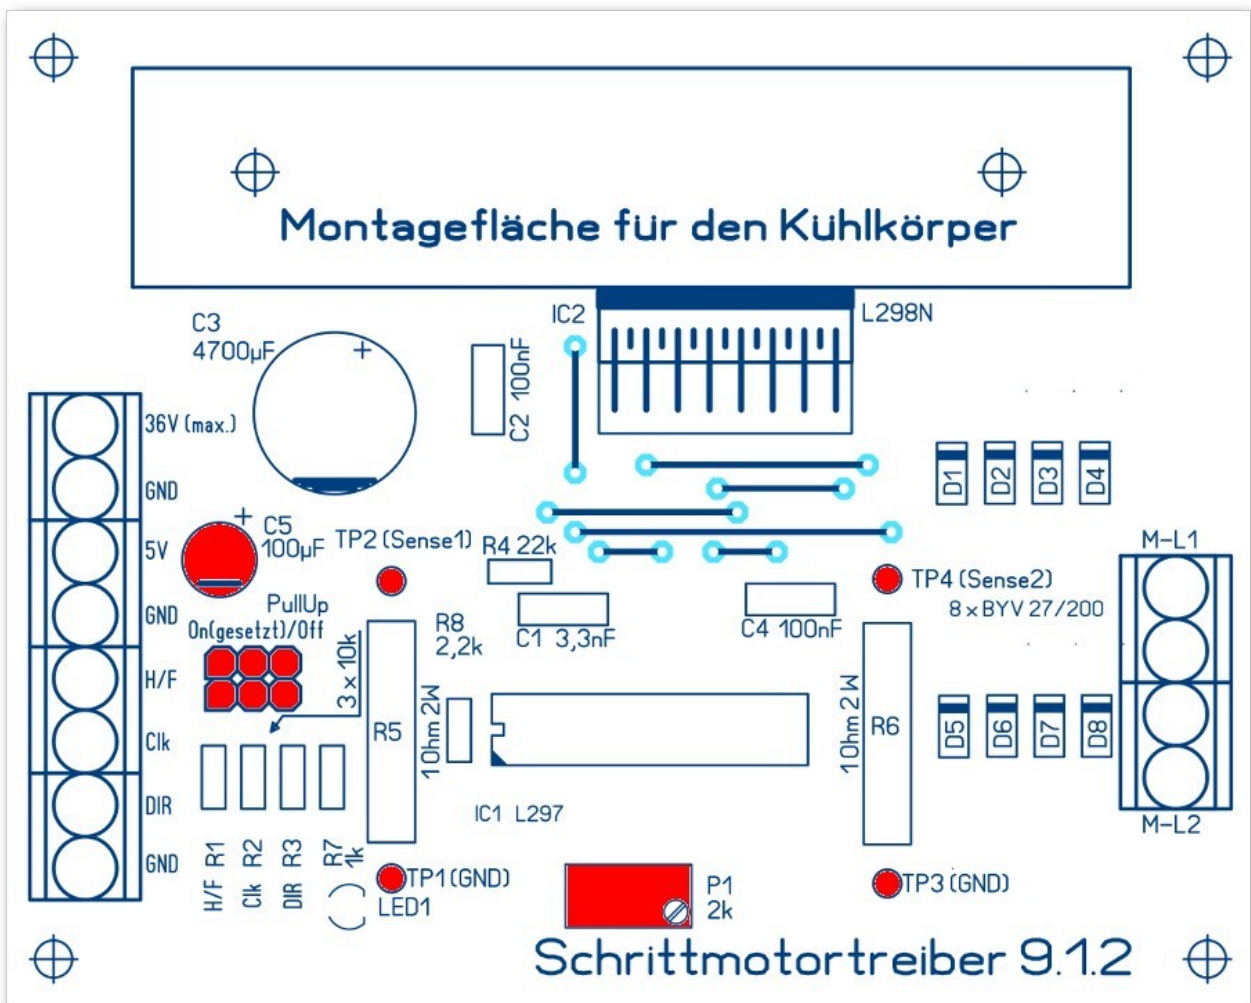 Montagefläche für den Kühlkörper
C3
4700µF
IC2
L298N
C2 100nF
36V (max.)
GND
5V
GND
H/F
Clk
DIR
GND
C5
100µF
TP2 (Sense1)
R4 22k
PullUp
On(gesetzt)/Off
3 x 10k
R8
2,2k
C1 3,3nF
C4 100nF
TP4 (Sense2)
8 x BYV 27/200
D1
D2
D3
D4
M-L1
R5
1Ohm 2W
1Ohm 2 W
R6
D5
D6
D7
D8
M-L2
IC1 L297
H/F R1
Clk R2
DIR R3
R7
1k
TP1 (GND)
LED1
P1
2k
TP3 (GND)
Schrittmotortreiber 9.1.2